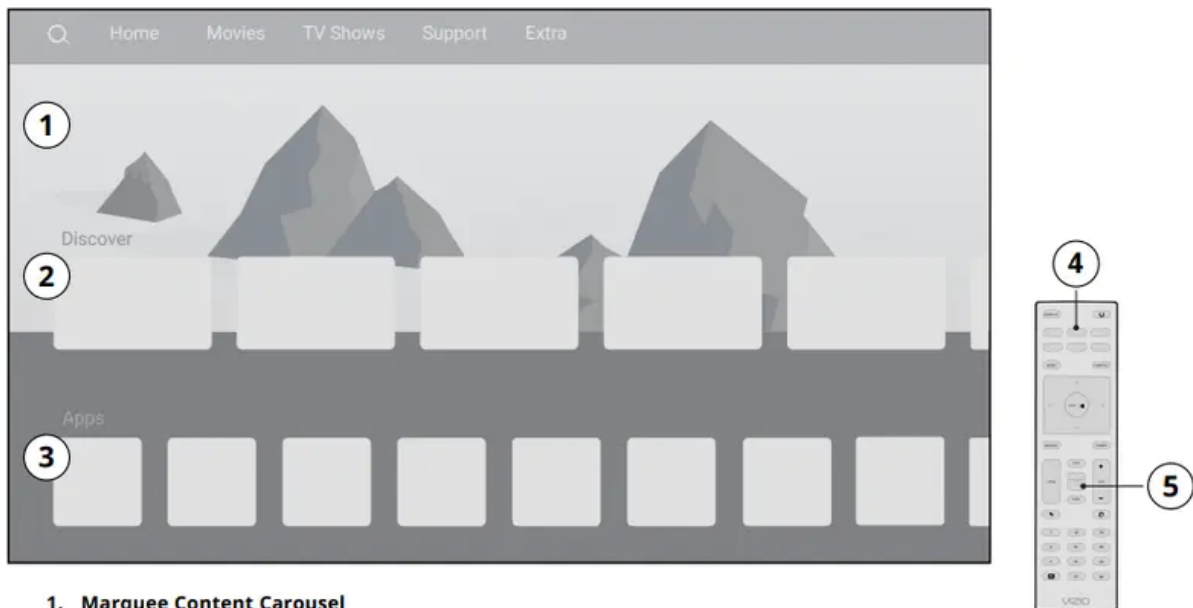 Home Movies TV Shows Support Extra
1
Discover
2
4
Apps
3
5
VIZIO
1. Marquee Content Carousel